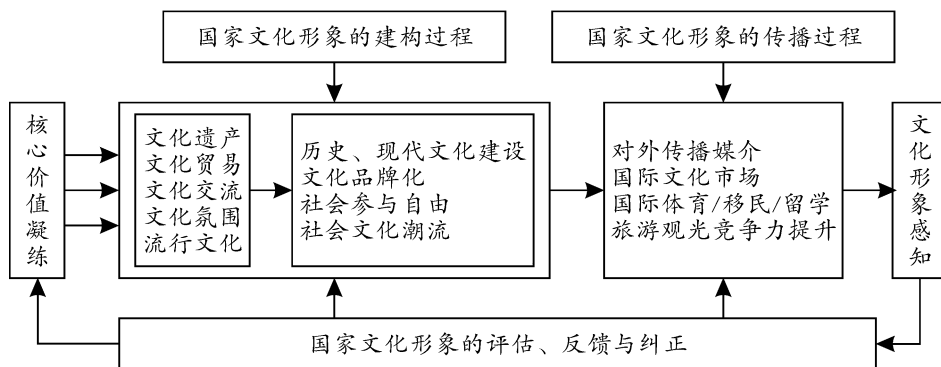 国家文化形象的建构过程
国家文化形象的传播过程
核心价值凝练
文化遗产
文化贸易
文化交流
文化氛围
流行文化
历史、现代文化建设
文化品牌化
社会参与自由
社会文化潮流
对外传播媒介
国际文化市场
国际体育/移民/留学
旅游观光竞争力提升
文化形象感知
国家文化形象的评估、反馈与纠正